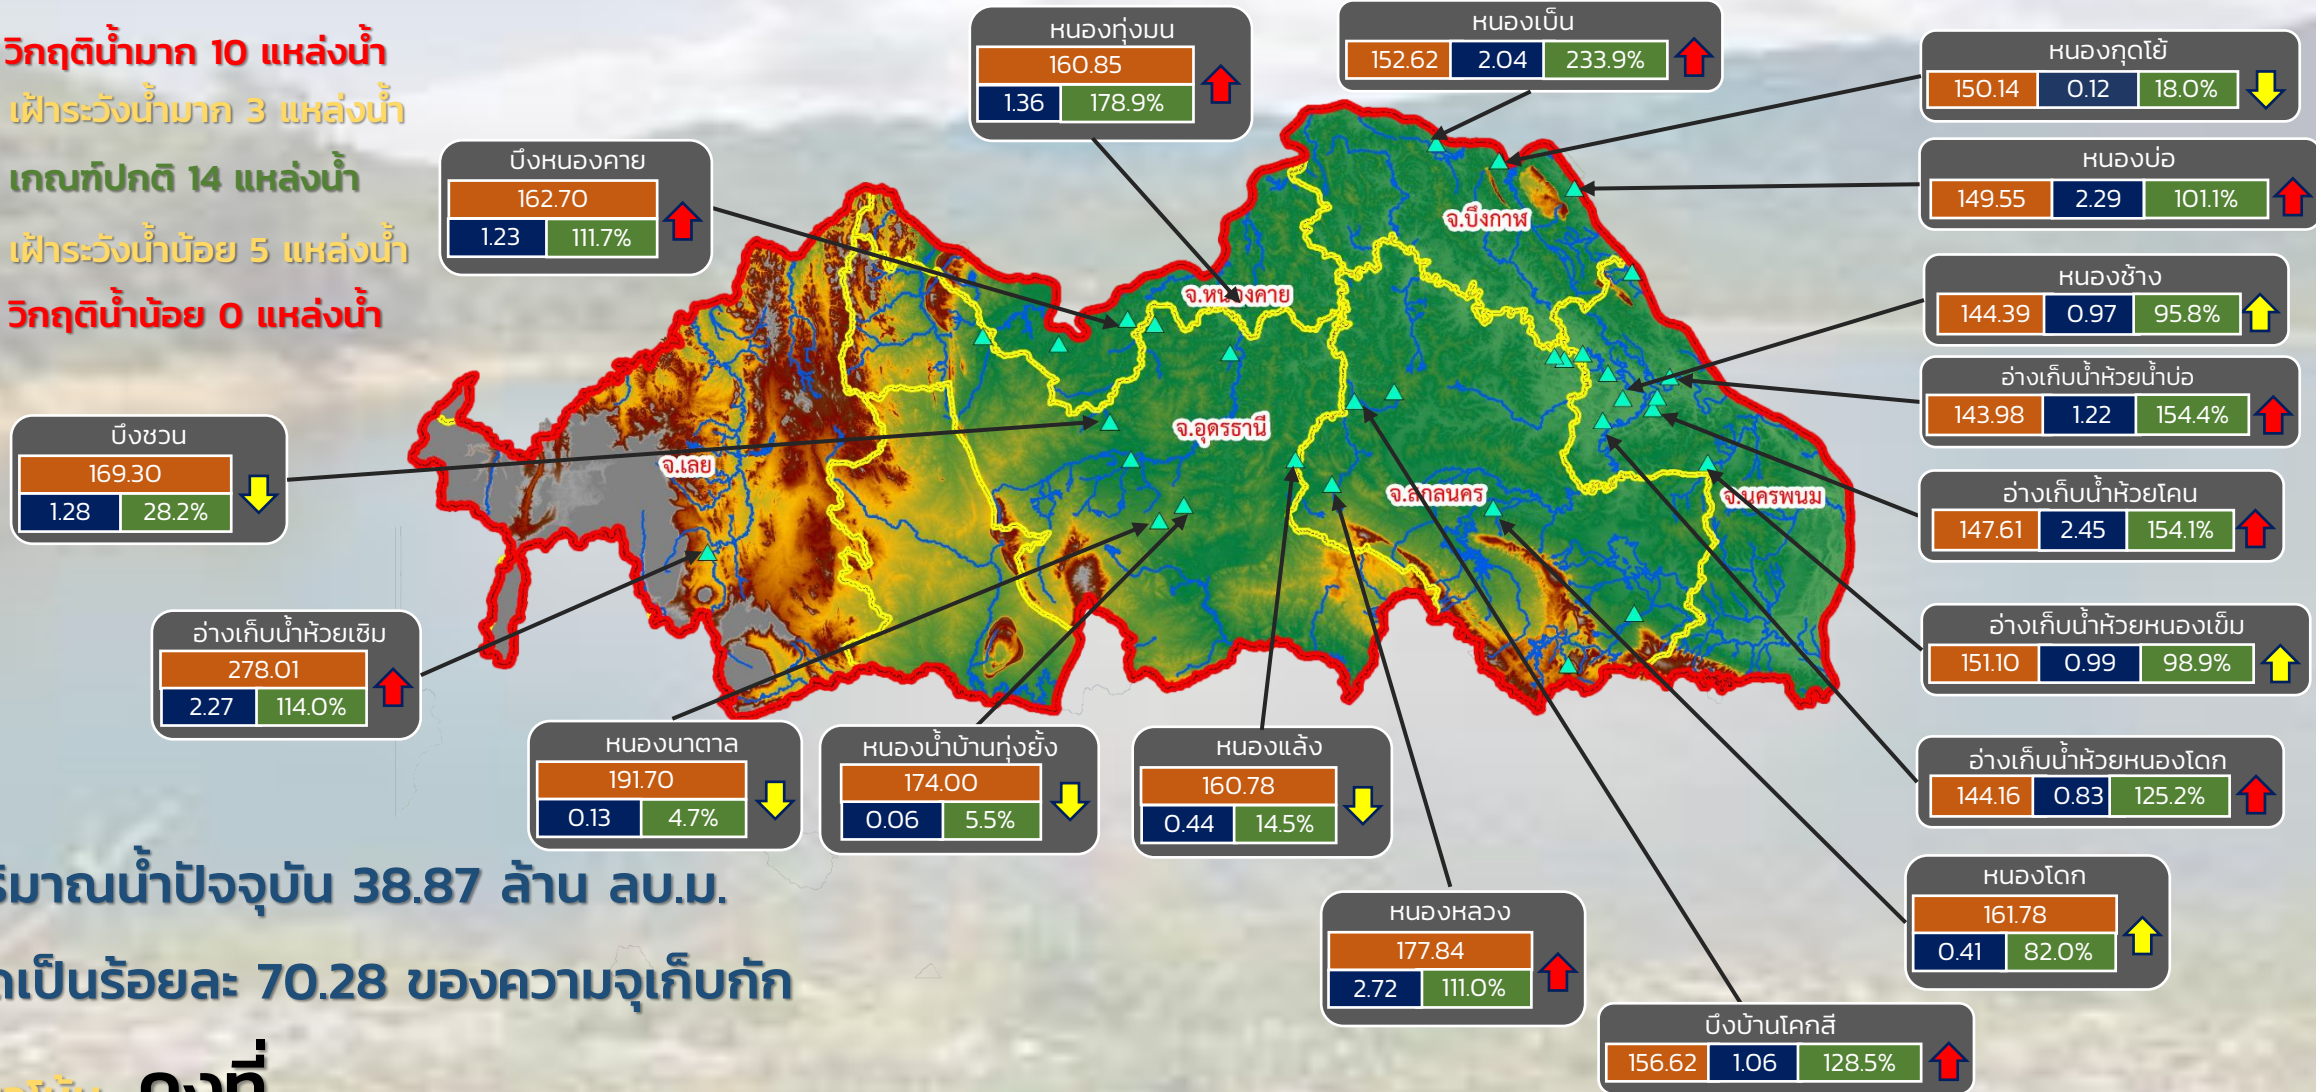 วิกฤติน้ำมาก 10 แหล่งน้ำ
เฝ้าระวังน้ำมาก 3 แหล่งน้ำ
เกณฑ์ปกติ 14 แหล่งน้ำ
เฝ้าระวังน้ำน้อย 5 แหล่งน้ำ
วิกฤติน้ำน้อย 0 แหล่งน้ำ
หนองทุ่งมน
160.85
1.36 178.9%
หนองเบ็น
152.62 2.04 233.9%
หนองกุดโย้
150.14 0.12 18.0%
บึงหนองคาย
162.70
1.23 111.7%
หนองบ่อ
149.55 2.29 101.1%
หนองช้าง
144.39 0.97 95.8%
อ่างเก็บน้ำห้วยน้ำบ่อ
143.98 1.22 154.4%
บึงชวน
169.30
1.28 28.2%
อ่างเก็บน้ำห้วยโคน
147.61 2.45 154.1%
อ่างเก็บน้ำห้วยหนองเข็ม
151.10 0.99 98.9%
อ่างเก็บน้ำห้วยเซิม
278.01
2.27 114.0%
อ่างเก็บน้ำห้วยหนองโดก
144.16 0.83 125.2%
หนองนาตาล
191.70
0.13 4.7%
หนองน้ำบ้านทุ่งยั้ง
174.00
0.06 5.5%
หนองแล้ง
160.78
0.44 14.5%
หนองหลวง
177.84
2.72 111.0%
หนองโดก
161.78
0.41 82.0%
บึงบ้านโคกสี
156.62 1.06 128.5%
จ.บึงกาฬ
จ.หนองคาย
จ.อุดรธานี
จ.เลย
จ.สกลนคร
จ.นครพนม
ริมาณน้ำปัจจุบัน 38.87 ล้าน ลบ.ม.
ดเป็นร้อยละ 70.28 ของความจุเก็บกัก
คงที่